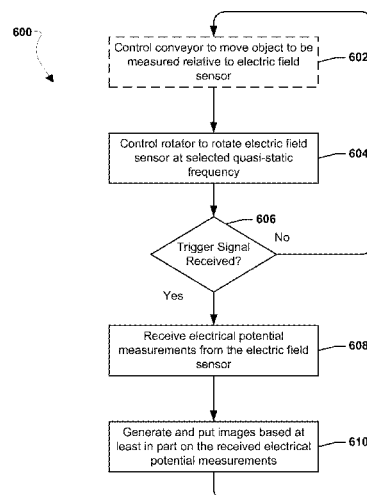 600
Control conveyor to move object to be
measured relative to electric field
sensor
602
Control rotator to rotate electric field
sensor at selected quasi-static
frequency
604
606
Trigger Signal
Received?
No
Yes
Receive electrical potential
measurements from the electric field
sensor
608
Generate and put images based at
least in part on the received electrical
potential measurements
610